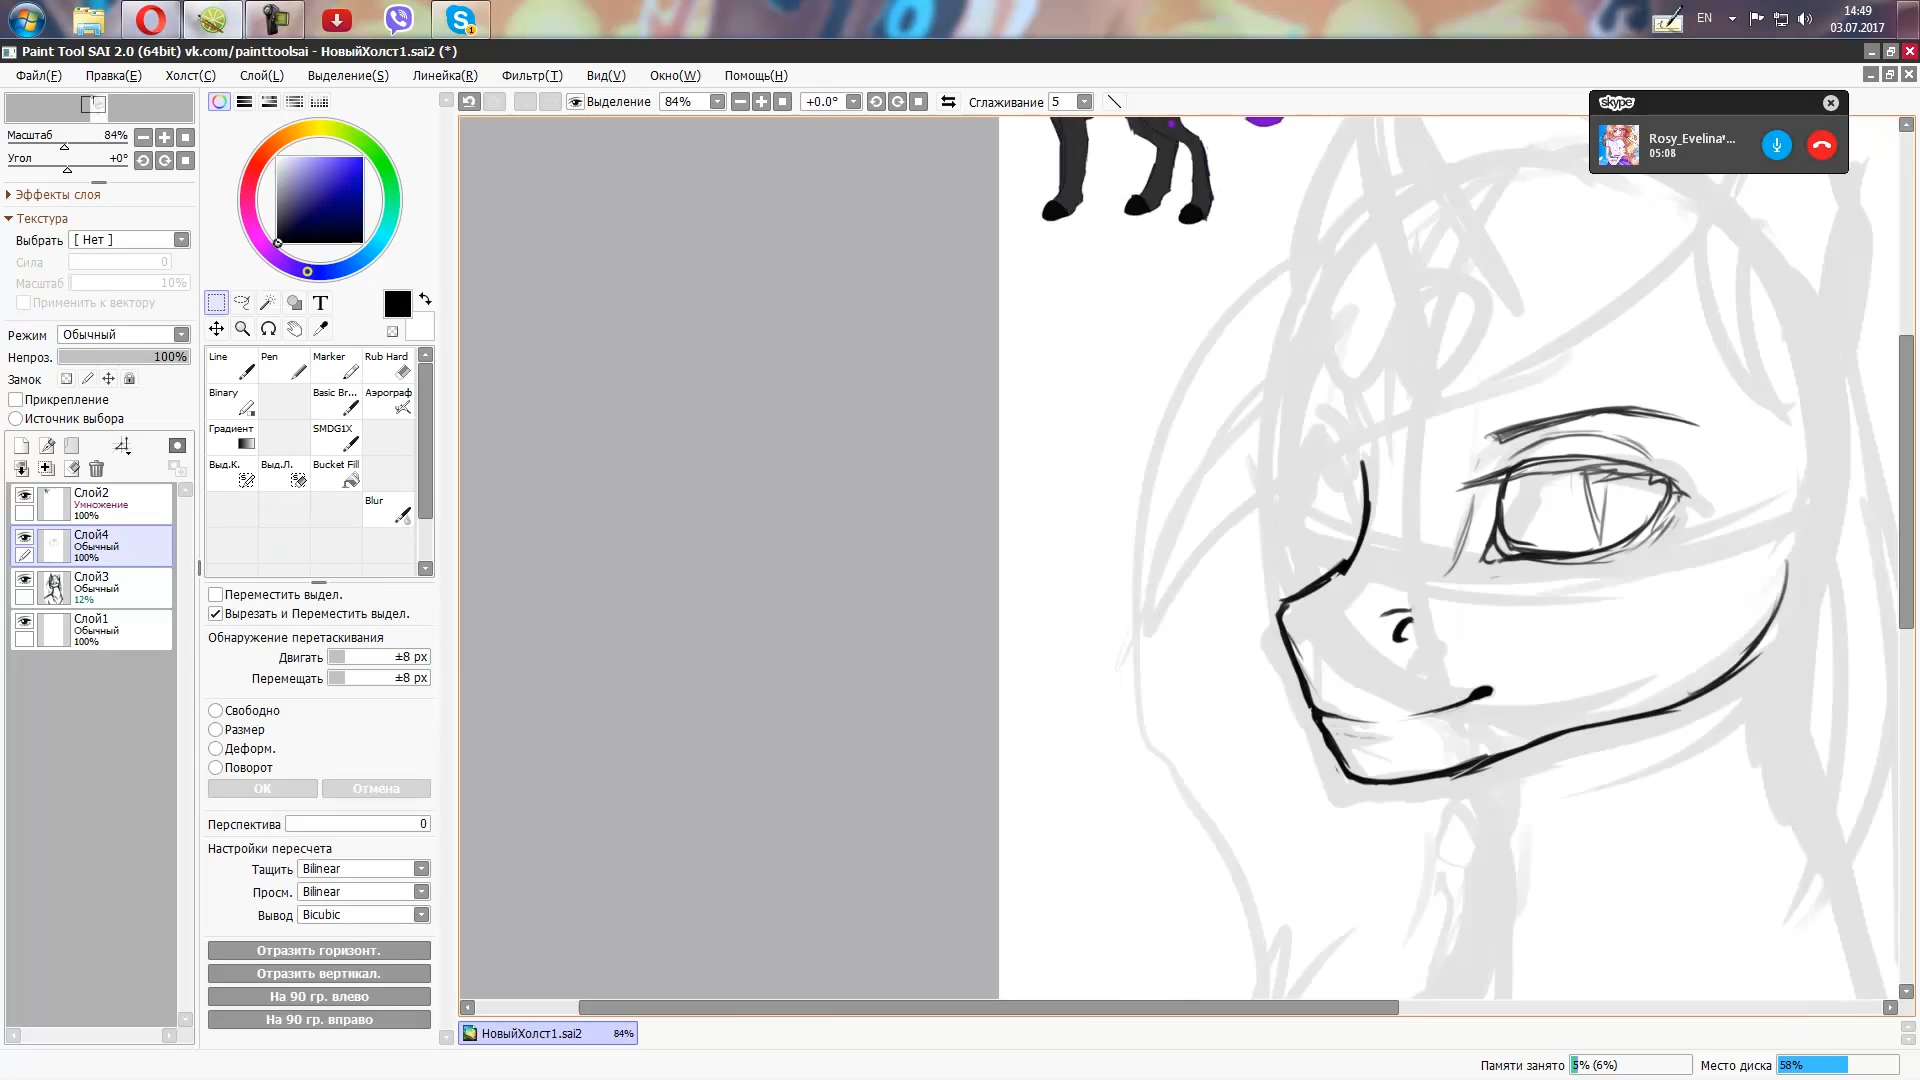 EN
14:49
03.07.2017
Paint Tool SAI 2.0 (64bit) vk.com/painttoolsai - НовыйХолст1.sai2 (*)
Файл(F) Правка(E) Холст(C) Слой(L) Выделение(S) Линейка(R) Фильтр(T) Вид(V) Окно(W) Помощь(H)
Выделение 84% +0.0° Сглаживание 5
skype
Rosy_Evelina*...
05:08
Масштаб 84%
Угол +0°
Эффекты слоя
Текстура
Выбрать [ Нет ]
Сила 0
Масштаб 10%
Применить к вектору
Режим Обычный
Непроз. 100%
Замок
Прикрепление
Источник выбора
Слой2
Умножение
100%
Слой4
Обычный
100%
Слой3
Обычный
12%
Слой1
Обычный
100%
T
Line Pen Marker Rub Hard
Binary Basic Br... Аэрограф
Градиент SMDG1X
Выд.К. Выд.Л. Bucket Fill
Blur
Переместить выдел.
Вырезать и Переместить выдел.
Обнаружение перетаскивания
Двигать ±8 px
Перемещать ±8 px
Свободно
Размер
Деформ.
Поворот
OK Отмена
Перспектива 0
Настройки пересчета
Тащить Bilinear
Просм. Bilinear
Вывод Bicubic
Отразить горизонт.
Отразить вертикал.
На 90 гр. влево
На 90 гр. вправо
НовыйХолст1.sai2 84%
Памяти занято 5% (6%) Место диска 58%